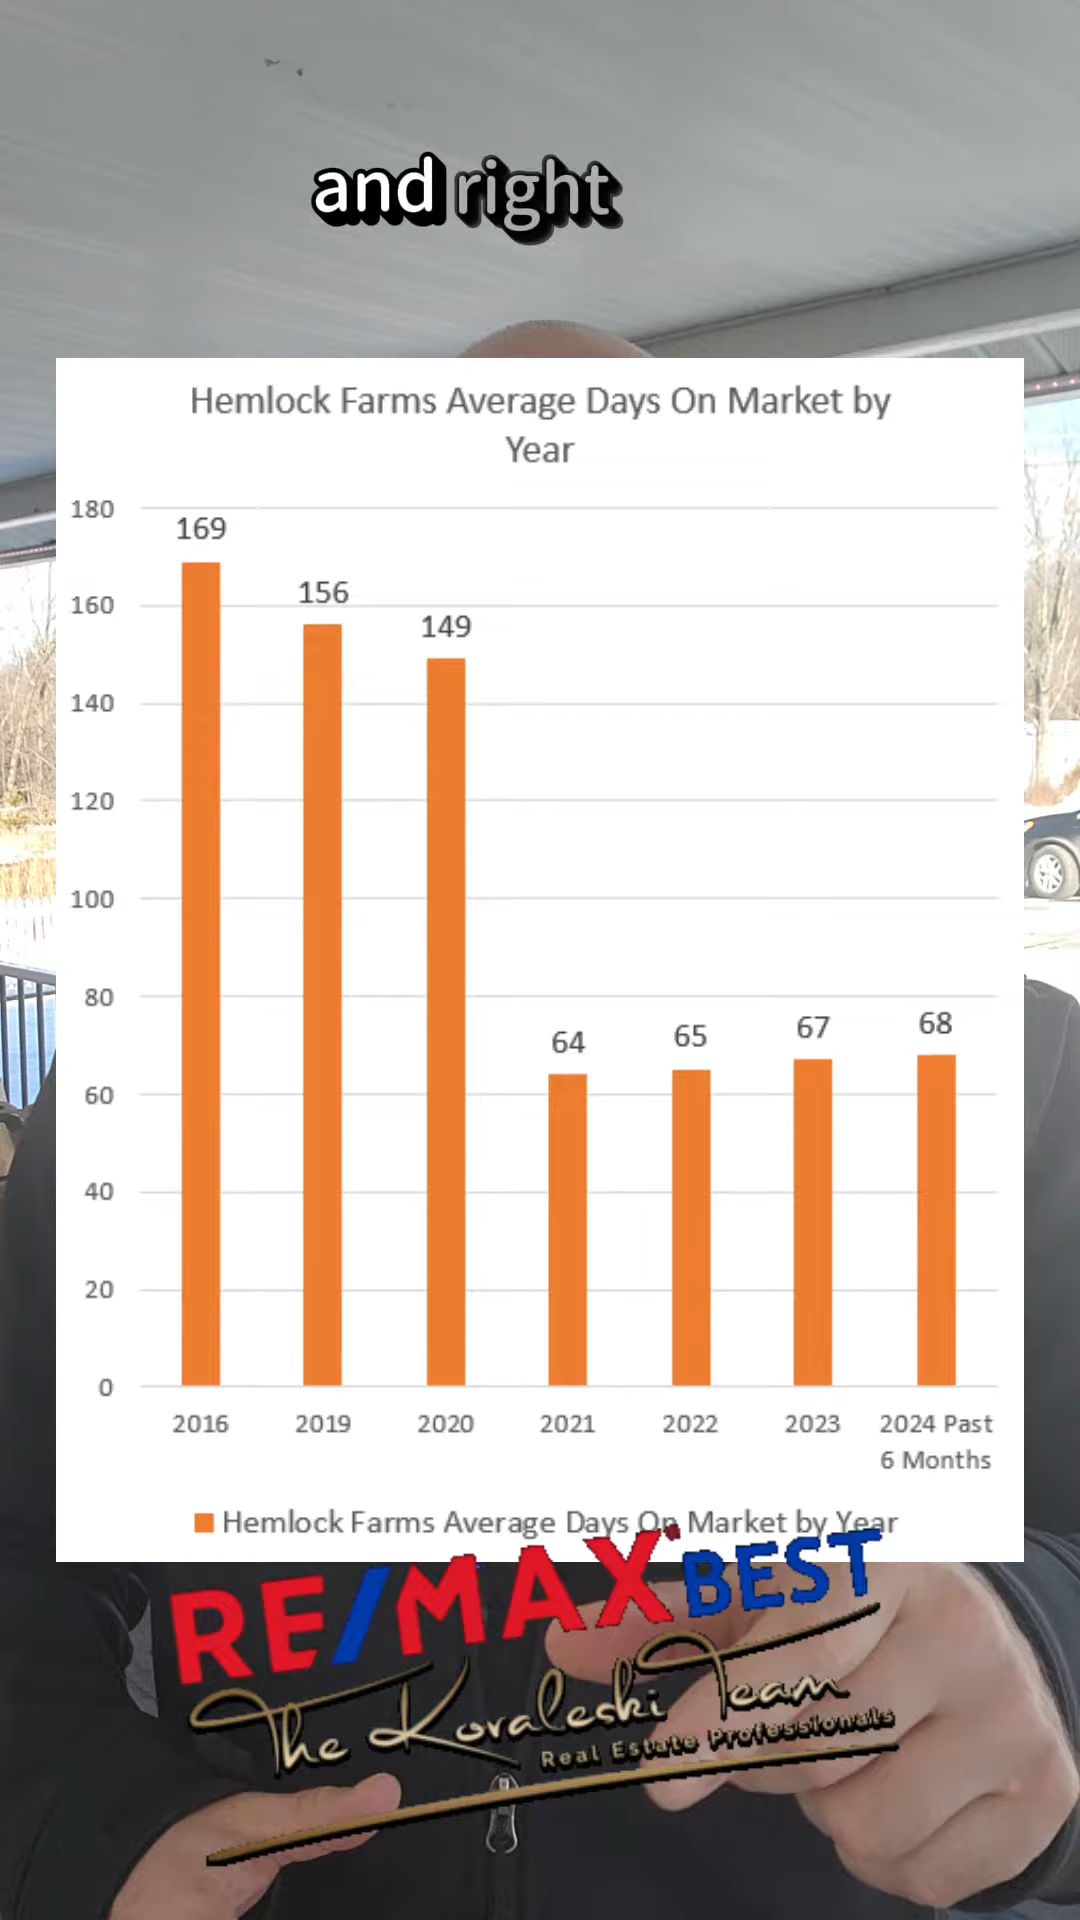 and right
Hemlock Farms Average Days On Market by
Year
180
169
160
156
149
140
120
100
80
64
65
67
68
60
40
20
0
2016 2019 2020 2021 2022 2023 2024 Past
6 Months
Hemlock Farms Average Days On Market by Year
RE/MAX BEST
The Kovaleski Team
Real Estate Professionals